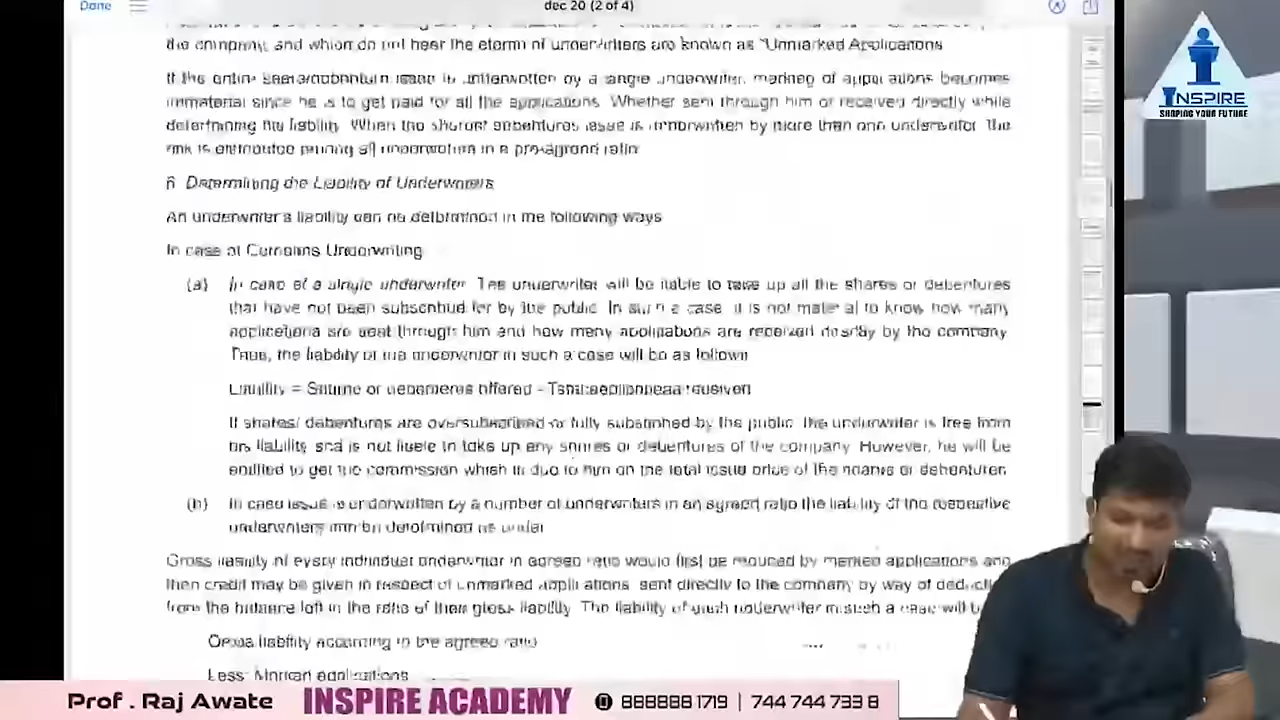 Done
dec 20 (2 of 4)
the company, and which do not bear the of underwriters are known as "Unmarked Applications
If the entire is underwritten by a single underwriter, marking of applications becomes
immaterial since he is to get paid for all the applications. Whether sent through him or received directly while
determining the liability. When the issue is underwritten by more than one underwriter. The
risk is among all underwriters in a pre-agreed ratio
Determining the Liability of Underwriters
An underwriter's liability can be determined in the following ways
In case of Underwriting
(a) In case of a single underwriter The underwriter will be liable to take up all the shares or debentures
that have not been subscribed for by the public. In such a case it is not material to know how many
applications are sent through him and how many applications are received directly by the company.
Thus, the liability of the underwriter in such a case will be as follows
Liability = or debentures offered - received
If shares/ debentures are oversubscribed or fully subscribed by the public, the underwriter is free from
his liability and is not liable to take up any shares or debentures of the company. However, he will be
entitled to get the commission which is due to him on the total issue price of the shares or debentures.
(b) In case issue is underwritten by a number of underwriters in an agreed ratio the liability of the respective
underwriters determined as under
Gross liability of every individual underwriter in agreed ratio would first be reduced by marked applications and
then credit may be given in respect of unmarked applications sent directly to the company by way of
from the balance left in the ratio of their gross liability. The liability of each underwriter in such a case will b
Gross liability according to the agreed ratio
Less: Marked applications
INSPIRE
SHAPING YOUR FUTURE
Prof . Raj Awate INSPIRE ACADEMY 888888 1719 | 744 744 733 8